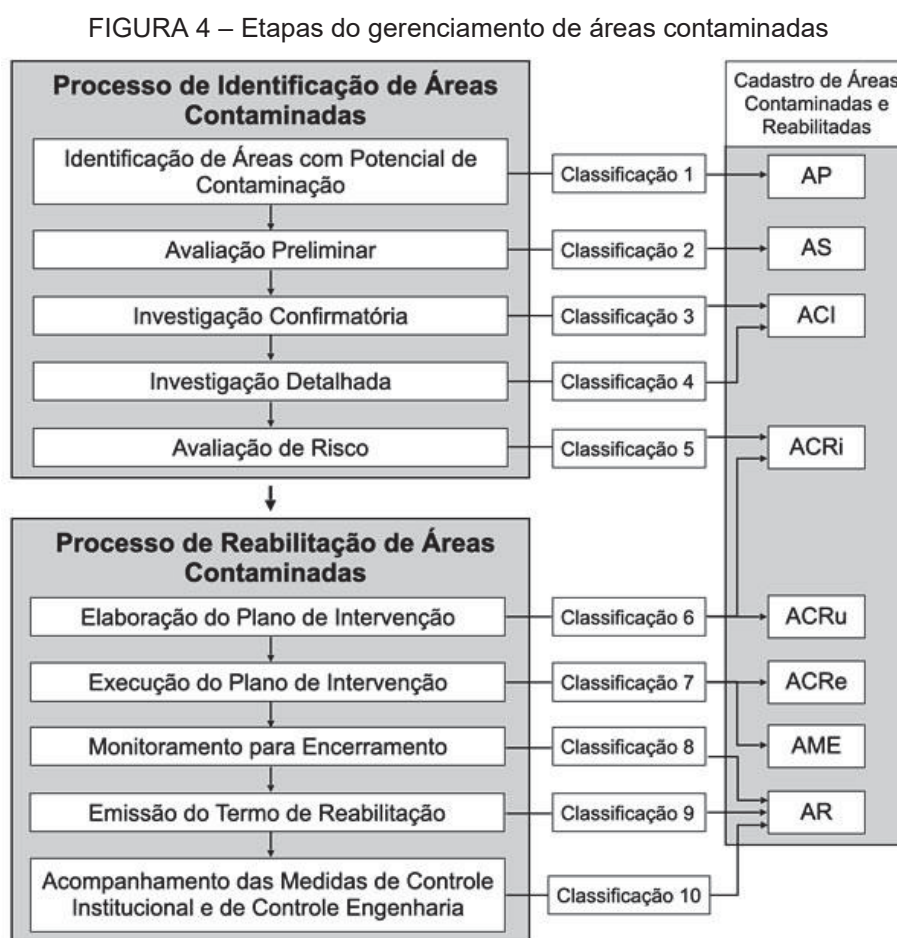 FIGURA 4 – Etapas do gerenciamento de áreas contaminadas
Processo de Identificação de Áreas
Contaminadas
Cadastro de Áreas
Contaminadas e
Reabilitadas
Identificação de Áreas com Potencial de
Contaminação
Classificação 1
AP
Avaliação Preliminar
Classificação 2
AS
Investigação Confirmatória
Classificação 3
ACI
Investigação Detalhada
Classificação 4
Avaliação de Risco
Classificação 5
ACRi
Processo de Reabilitação de Áreas
Contaminadas
Elaboração do Plano de Intervenção
Classificação 6
ACRu
Execução do Plano de Intervenção
Classificação 7
ACRe
Monitoramento para Encerramento
Classificação 8
AME
Emissão do Termo de Reabilitação
Classificação 9
AR
Acompanhamento das Medidas de Controle
Institucional e de Controle Engenharia
Classificação 10